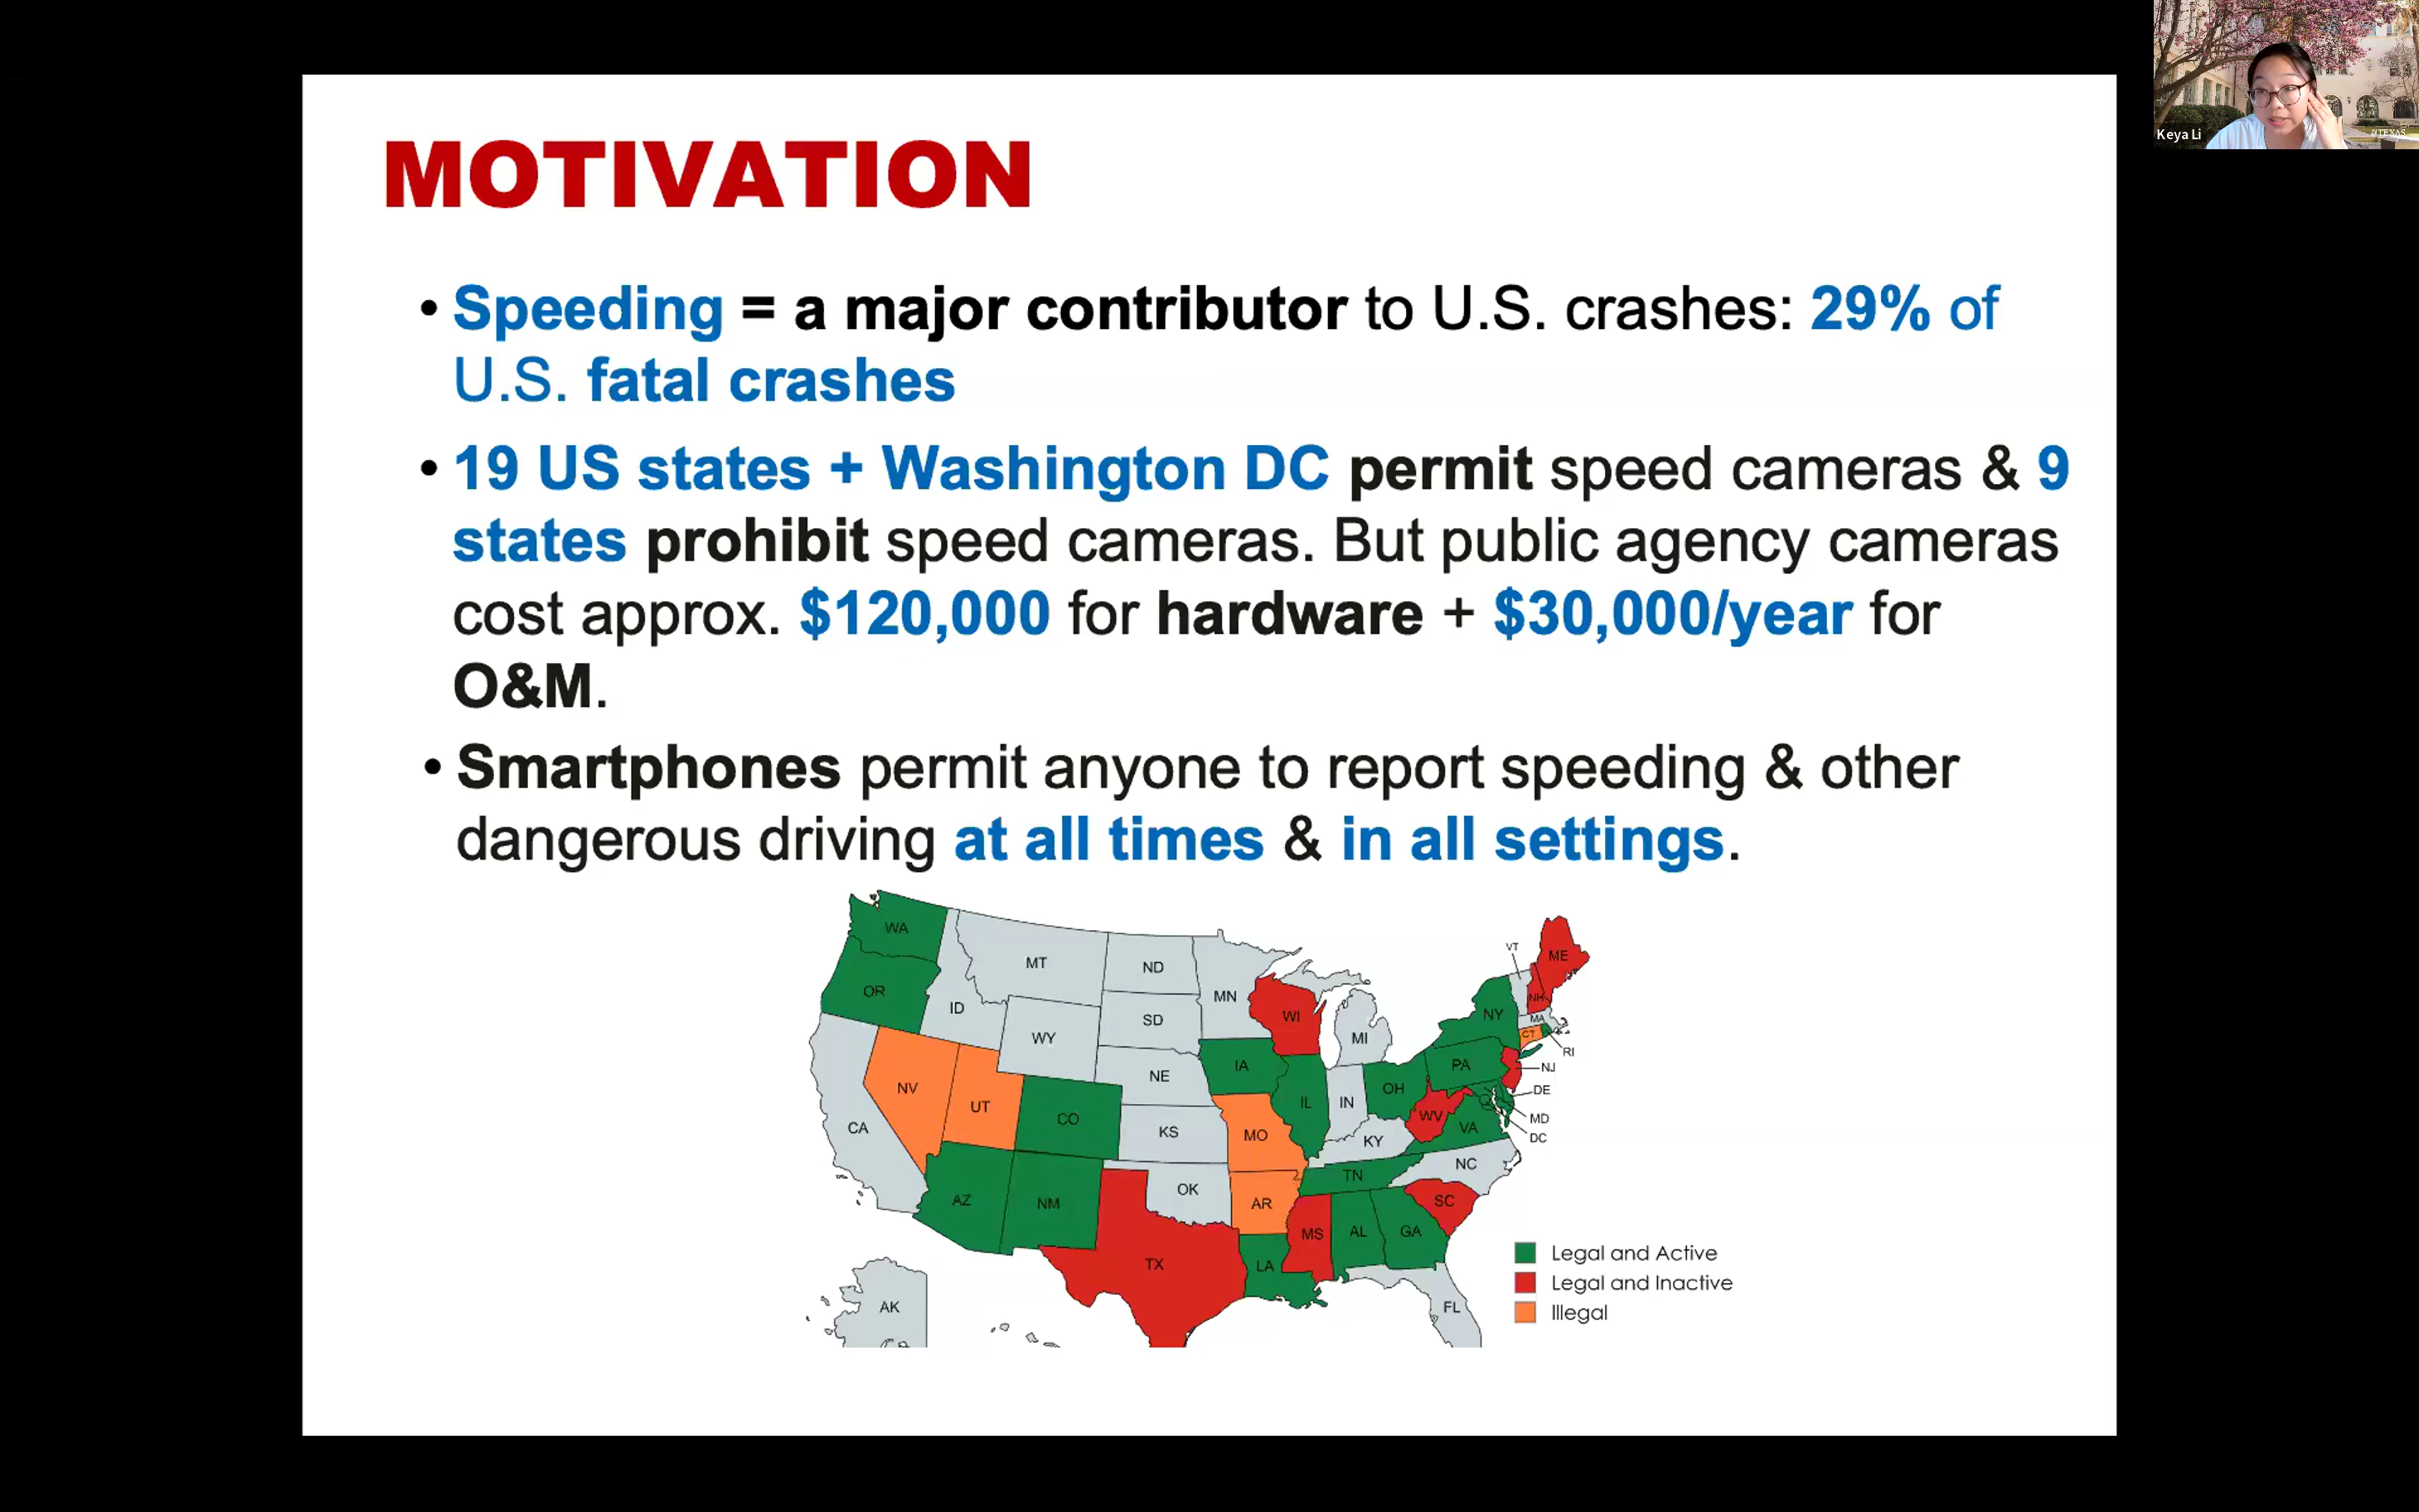 MOTIVATION
• Speeding = a major contributor to U.S. crashes: 29% of
U.S. fatal crashes
• 19 US states + Washington DC permit speed cameras & 9
states prohibit speed cameras. But public agency cameras
cost approx. $120,000 for hardware + $30,000/year for
O&M.
• Smartphones permit anyone to report speeding & other
dangerous driving at all times & in all settings.
Keya Li
TEXAS
WA
OR
MT
ID
WY
ND
SD
NE
MN
WI
MI
IA
NV
UT
CO
CA
KS
MO
IL
IN
OH
KY
WV
VA
PA
NY
VT
NH
ME
MA
CT
RI
NJ
DE
MD
DC
NC
TN
AZ
NM
OK
AR
SC
MS
AL
GA
LA
TX
FL
AK
Legal and Active
Legal and Inactive
Illegal